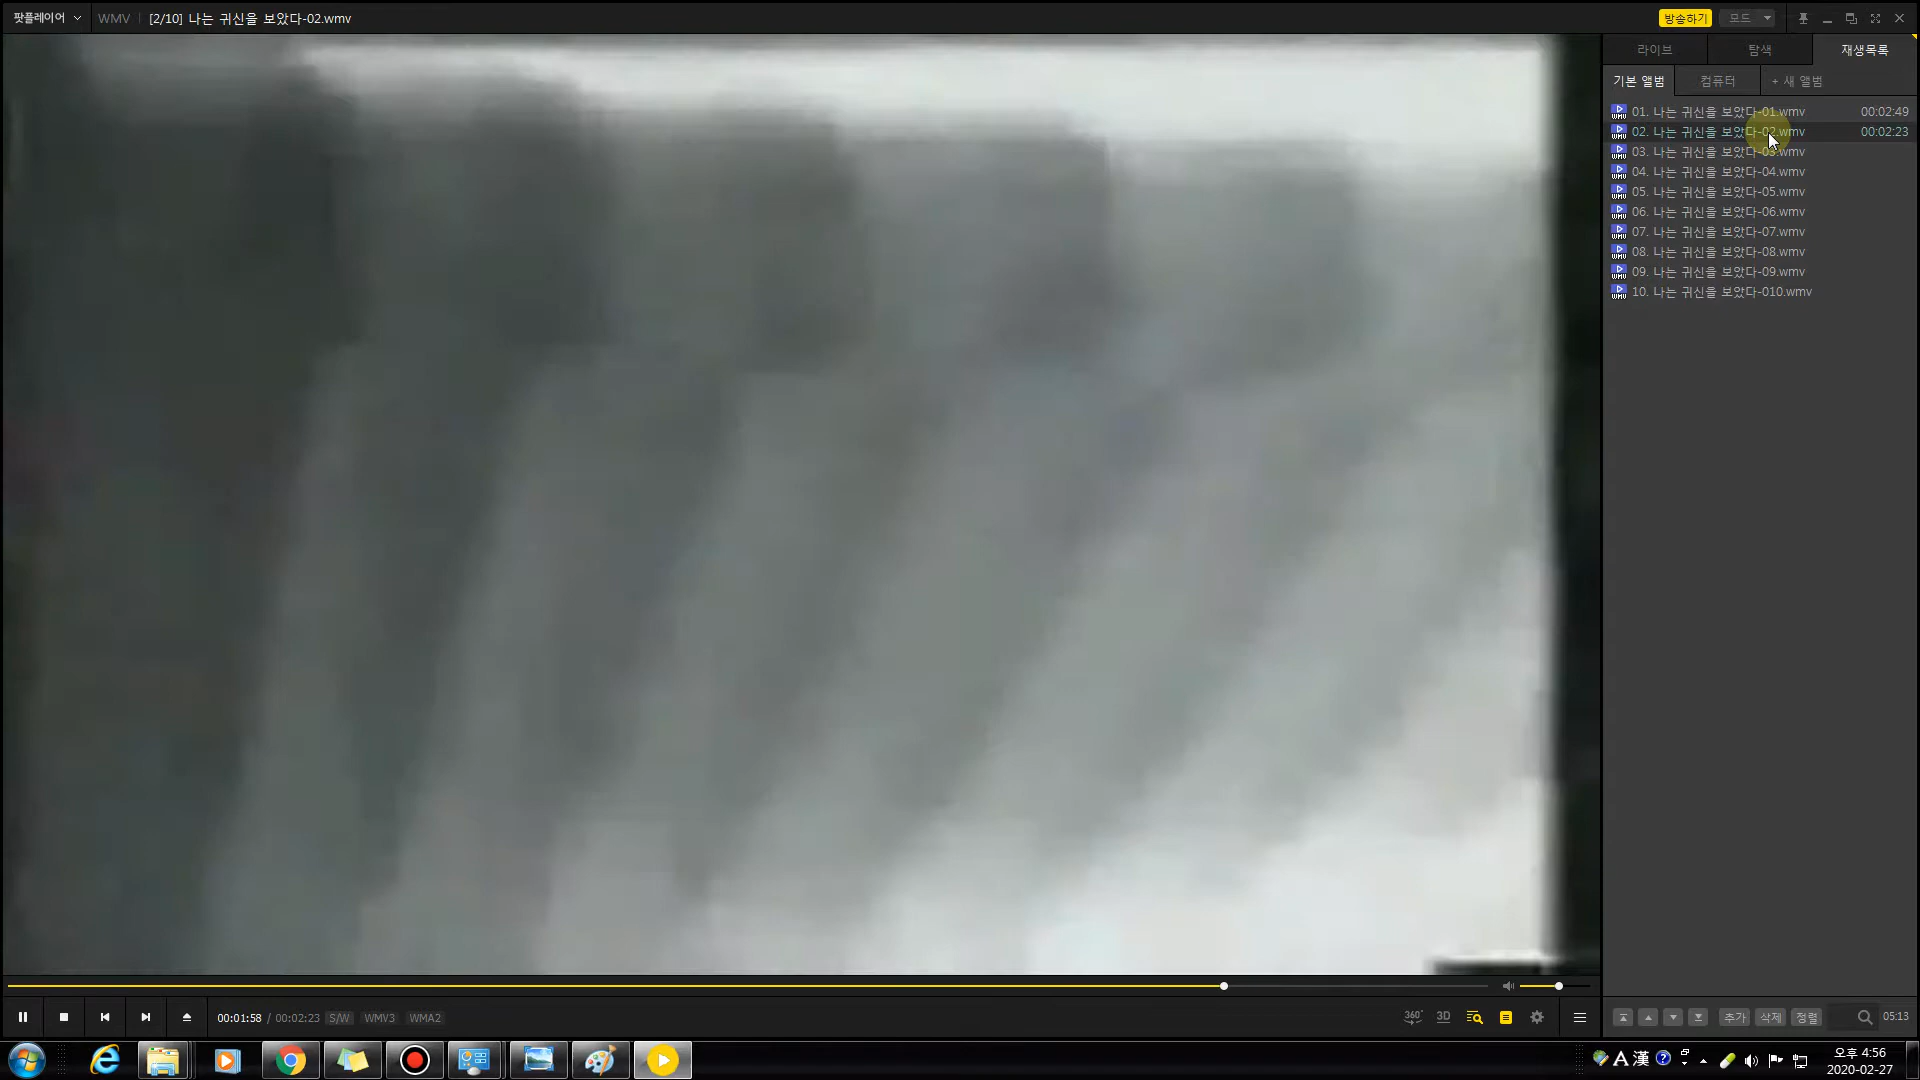 팟플레이어 WMV [2/10] 나는 귀신을 보았다-02.wmv 방송하기 모드
라이브 탐색 재생목록
기본 앨범 컴퓨터 + 새 앨범
01. 나는 귀신을 보았다-01.wmv 00:02:49
02. 나는 귀신을 보았다-02.wmv 00:02:23
03. 나는 귀신을 보았다-03.wmv
04. 나는 귀신을 보았다-04.wmv
05. 나는 귀신을 보았다-05.wmv
06. 나는 귀신을 보았다-06.wmv
07. 나는 귀신을 보았다-07.wmv
08. 나는 귀신을 보았다-08.wmv
09. 나는 귀신을 보았다-09.wmv
10. 나는 귀신을 보았다-010.wmv
00:01:58 / 00:02:23 S/W WMV3 WMA2 360° 3D 추가 삭제 정렬 05:13
A 漢 오후 4:56
2020-02-27